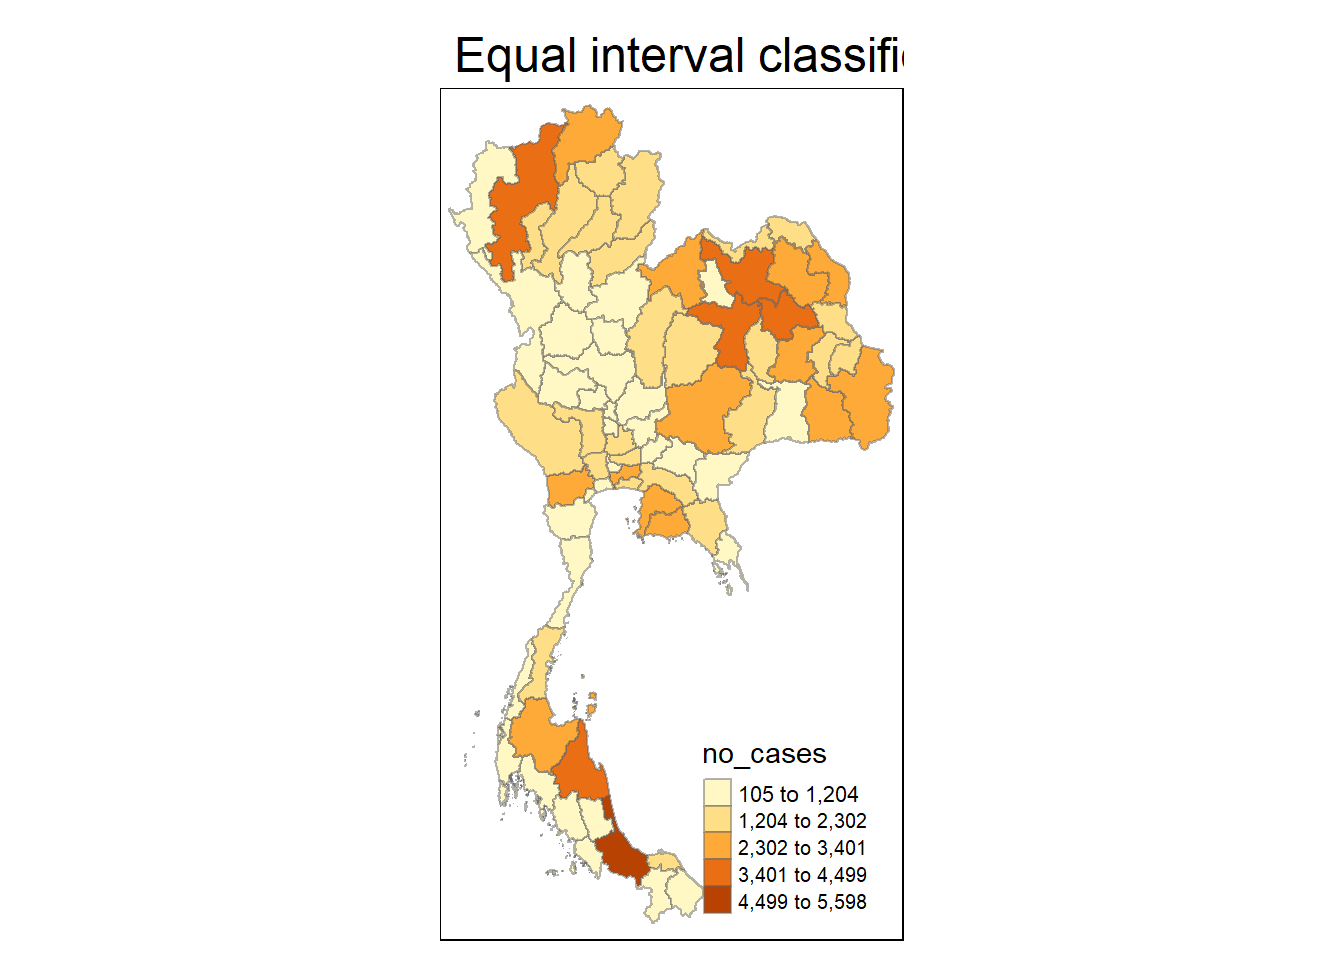 Equal interval classific
no_cases
105 to 1,204
1,204 to 2,302
2,302 to 3,401
3,401 to 4,499
4,499 to 5,598